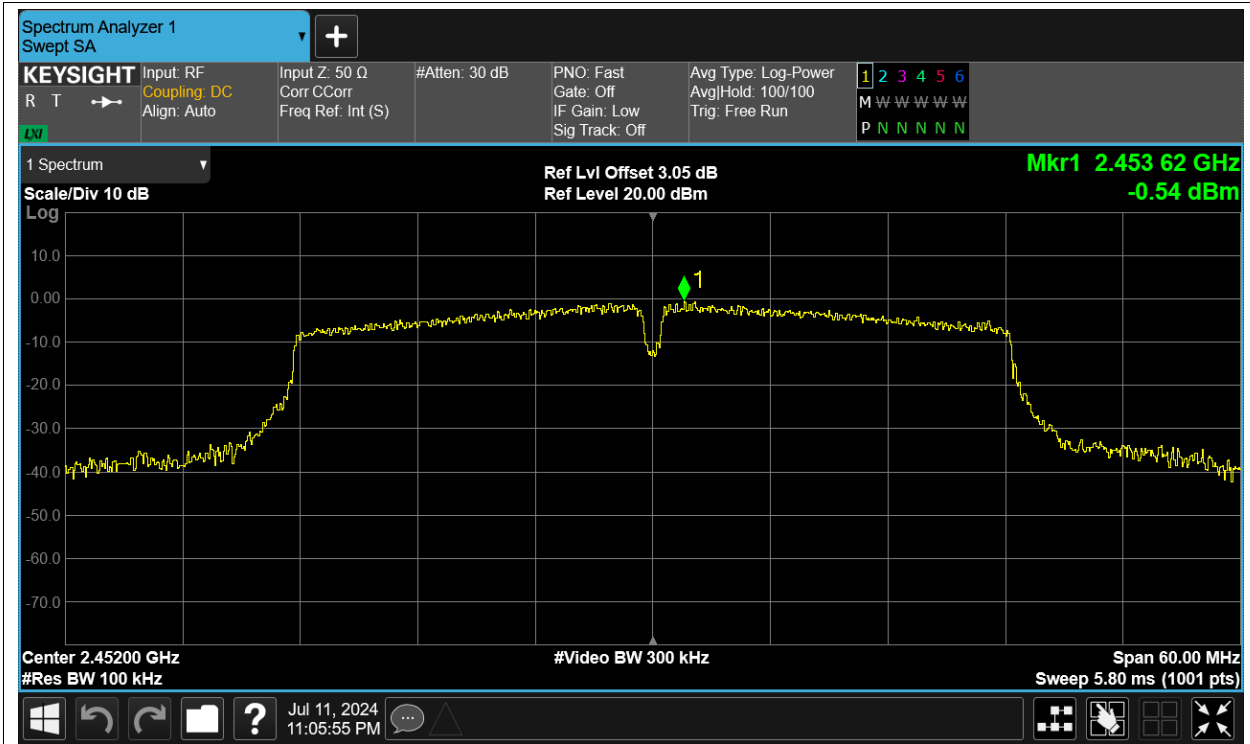 Spectrum Analyzer 1
Swept SA
+
KEYSIGHT
R T
LXI
Input: RF
Coupling: DC
Align: Auto
Input Z: 50 Ω
Corr CCorr
Freq Ref: Int (S)
#Atten: 30 dB
PNO: Fast
Gate: Off
IF Gain: Low
Sig Track: Off
Avg Type: Log-Power
Avg|Hold: 100/100
Trig: Free Run
1 2 3 4 5 6
M W W W W W
P N N N N N
1 Spectrum
Scale/Div 10 dB
Log
Ref Lvl Offset 3.05 dB
Ref Level 20.00 dBm
Mkr1 2.453 62 GHz
-0.54 dBm
1
10.0
0.00
-10.0
-20.0
-30.0
-40.0
-50.0
-60.0
-70.0
Center 2.45200 GHz
#Res BW 100 kHz
#Video BW 300 kHz
Span 60.00 MHz
Sweep 5.80 ms (1001 pts)
?
Jul 11, 2024
11:05:55 PM